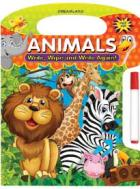 DREAMLAND
ANIMALS
Write, Wipe and Write Again!